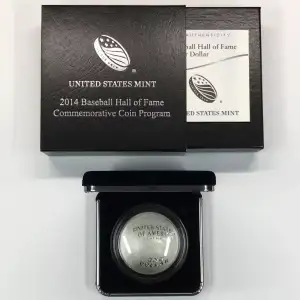 AUTHENTICITY
Baseball Hall of Fame
Dollar
UNITED STATES MINT
UNITED STATES MINT
2014 Baseball Hall of Fame
Commemorative Coin Program
UNITED STATES
OF AMERICA